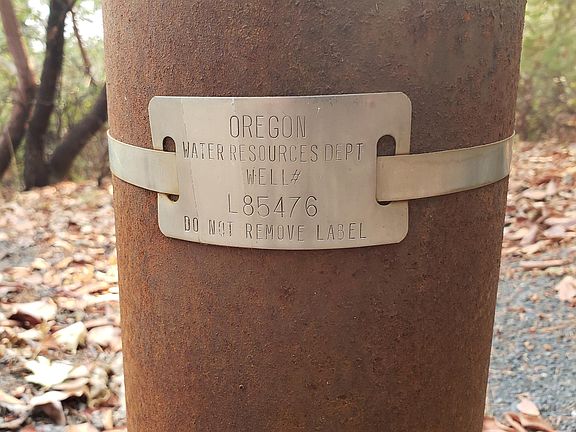 OREGON
WATER RESOURCES DEPT
WELL#
L85476
DO NOT REMOVE LABEL